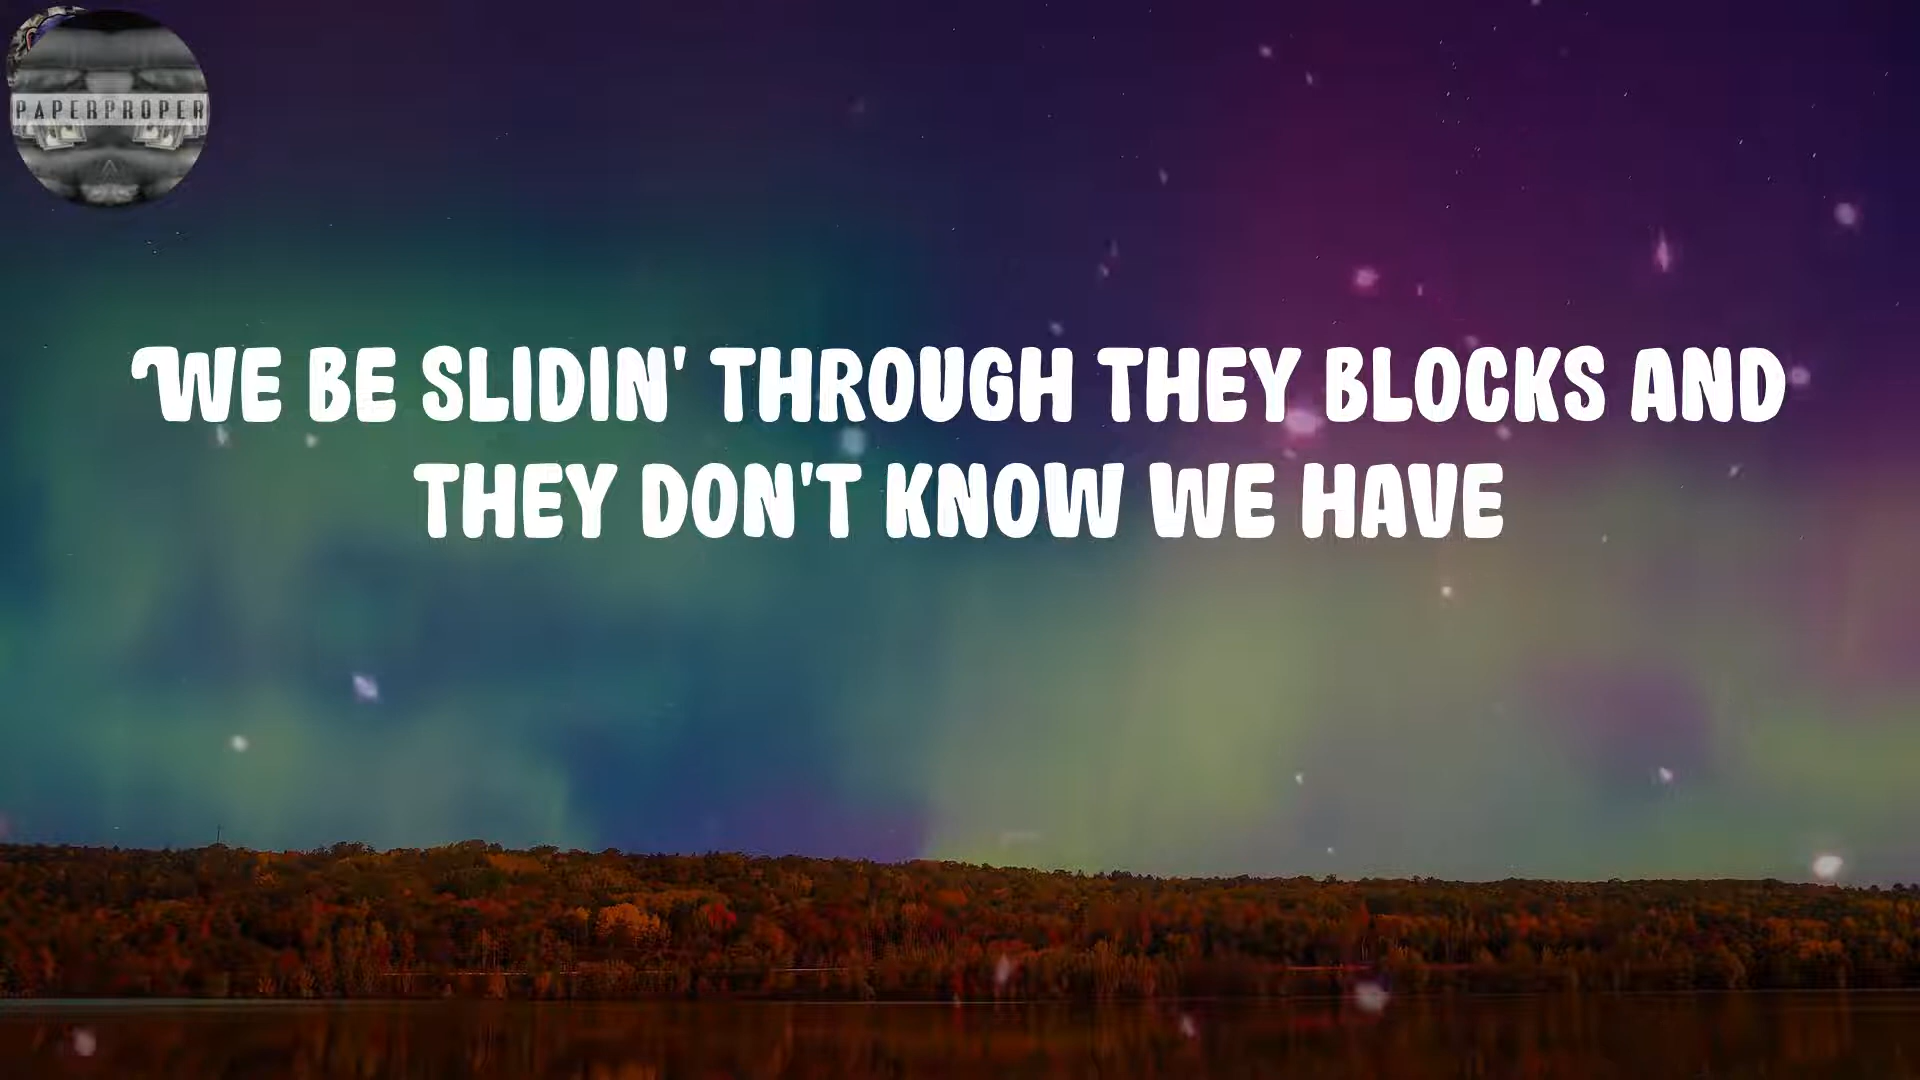 PAPERPROPER
WE BE SLIDIN' THROUGH THEY BLOCKS AND
THEY DON'T KNOW WE HAVE